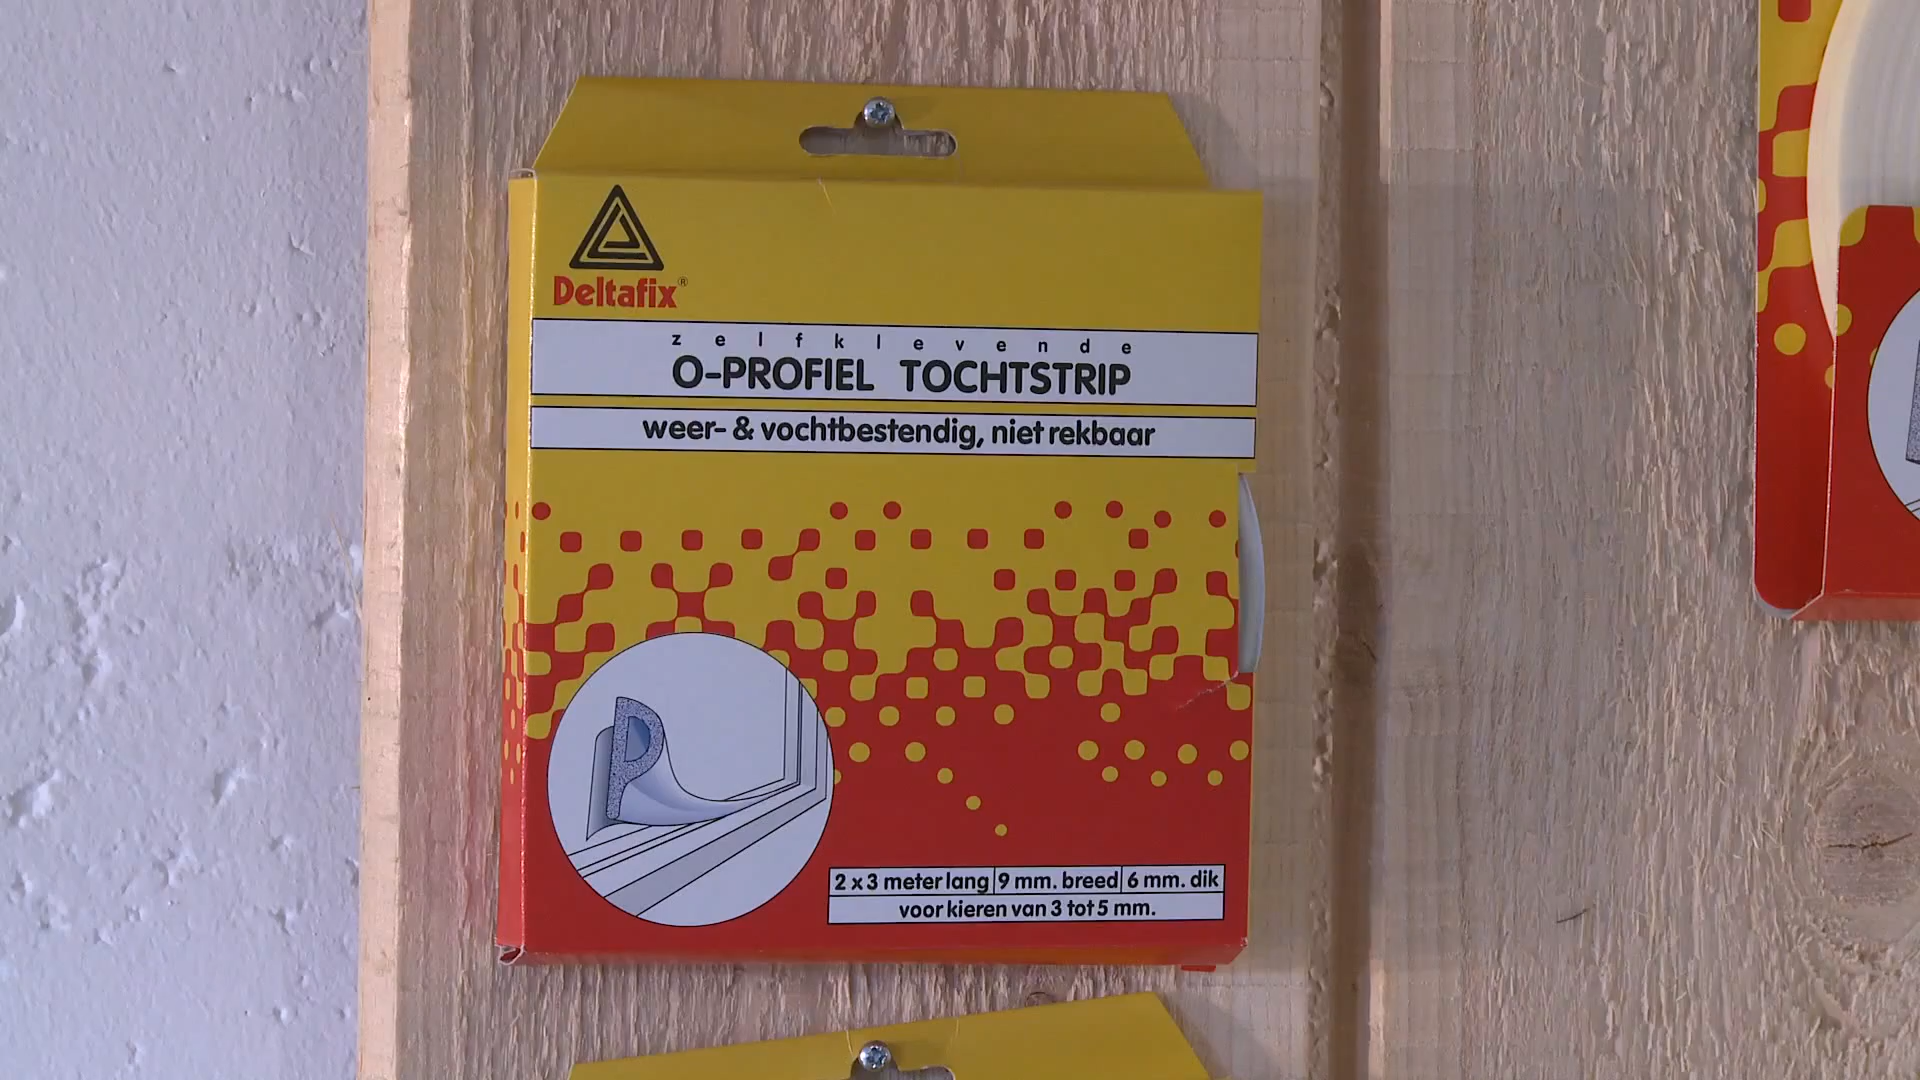 Deltafix®
zelfklevende
O-PROFIEL TOCHTSTRIP
weer- & vochtbestendig, niet rekbaar
2 x 3 meter lang 9 mm. breed 6 mm. dik
voor kieren van 3 tot 5 mm.